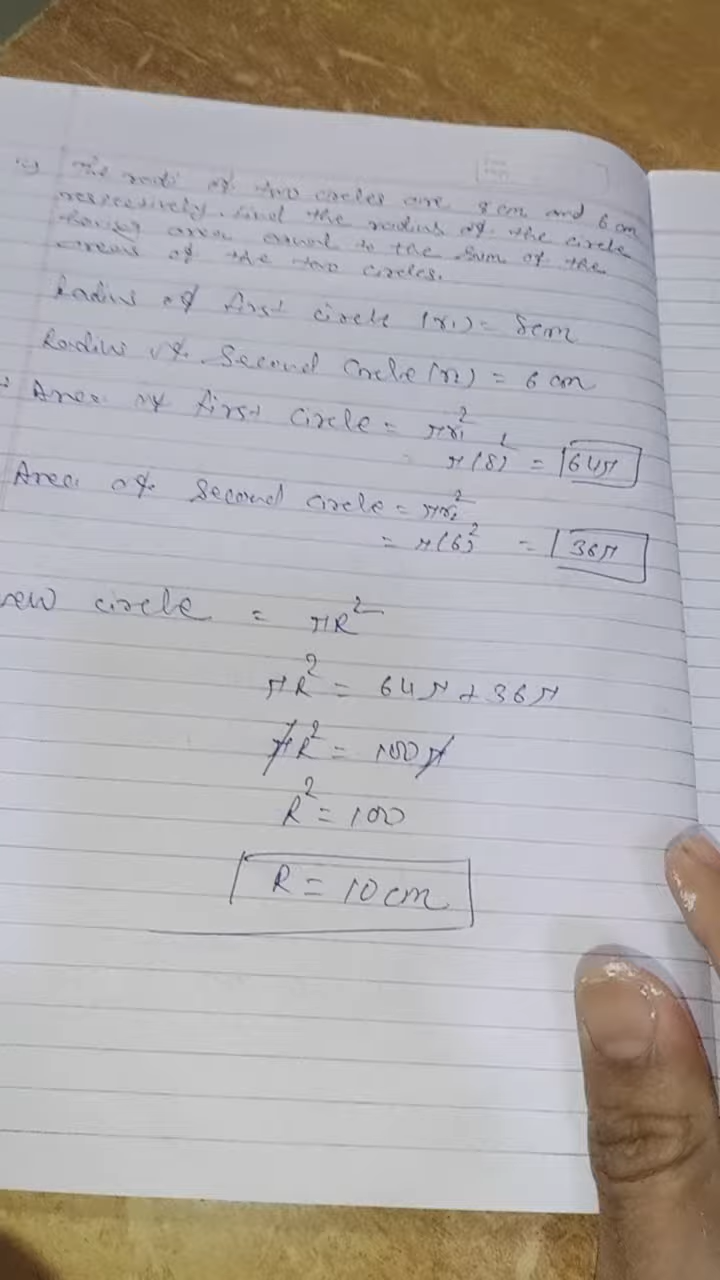 The radii of two circles are 8 cm and 6 cm
respectively. Find the radius of the circle
having area equal to the sum of the
areas of the two circles.
Radius of first circle (r1) = 8cm
Radius of Second Circle (r2) = 6 cm
Area of first circle = πr1²
= π(8)² = 64π
Area of Second circle = πr2²
= π(6)² = 36π
new circle = πR²
πR² = 64π + 36π
πR² = 100π
R² = 100
R = 10 cm